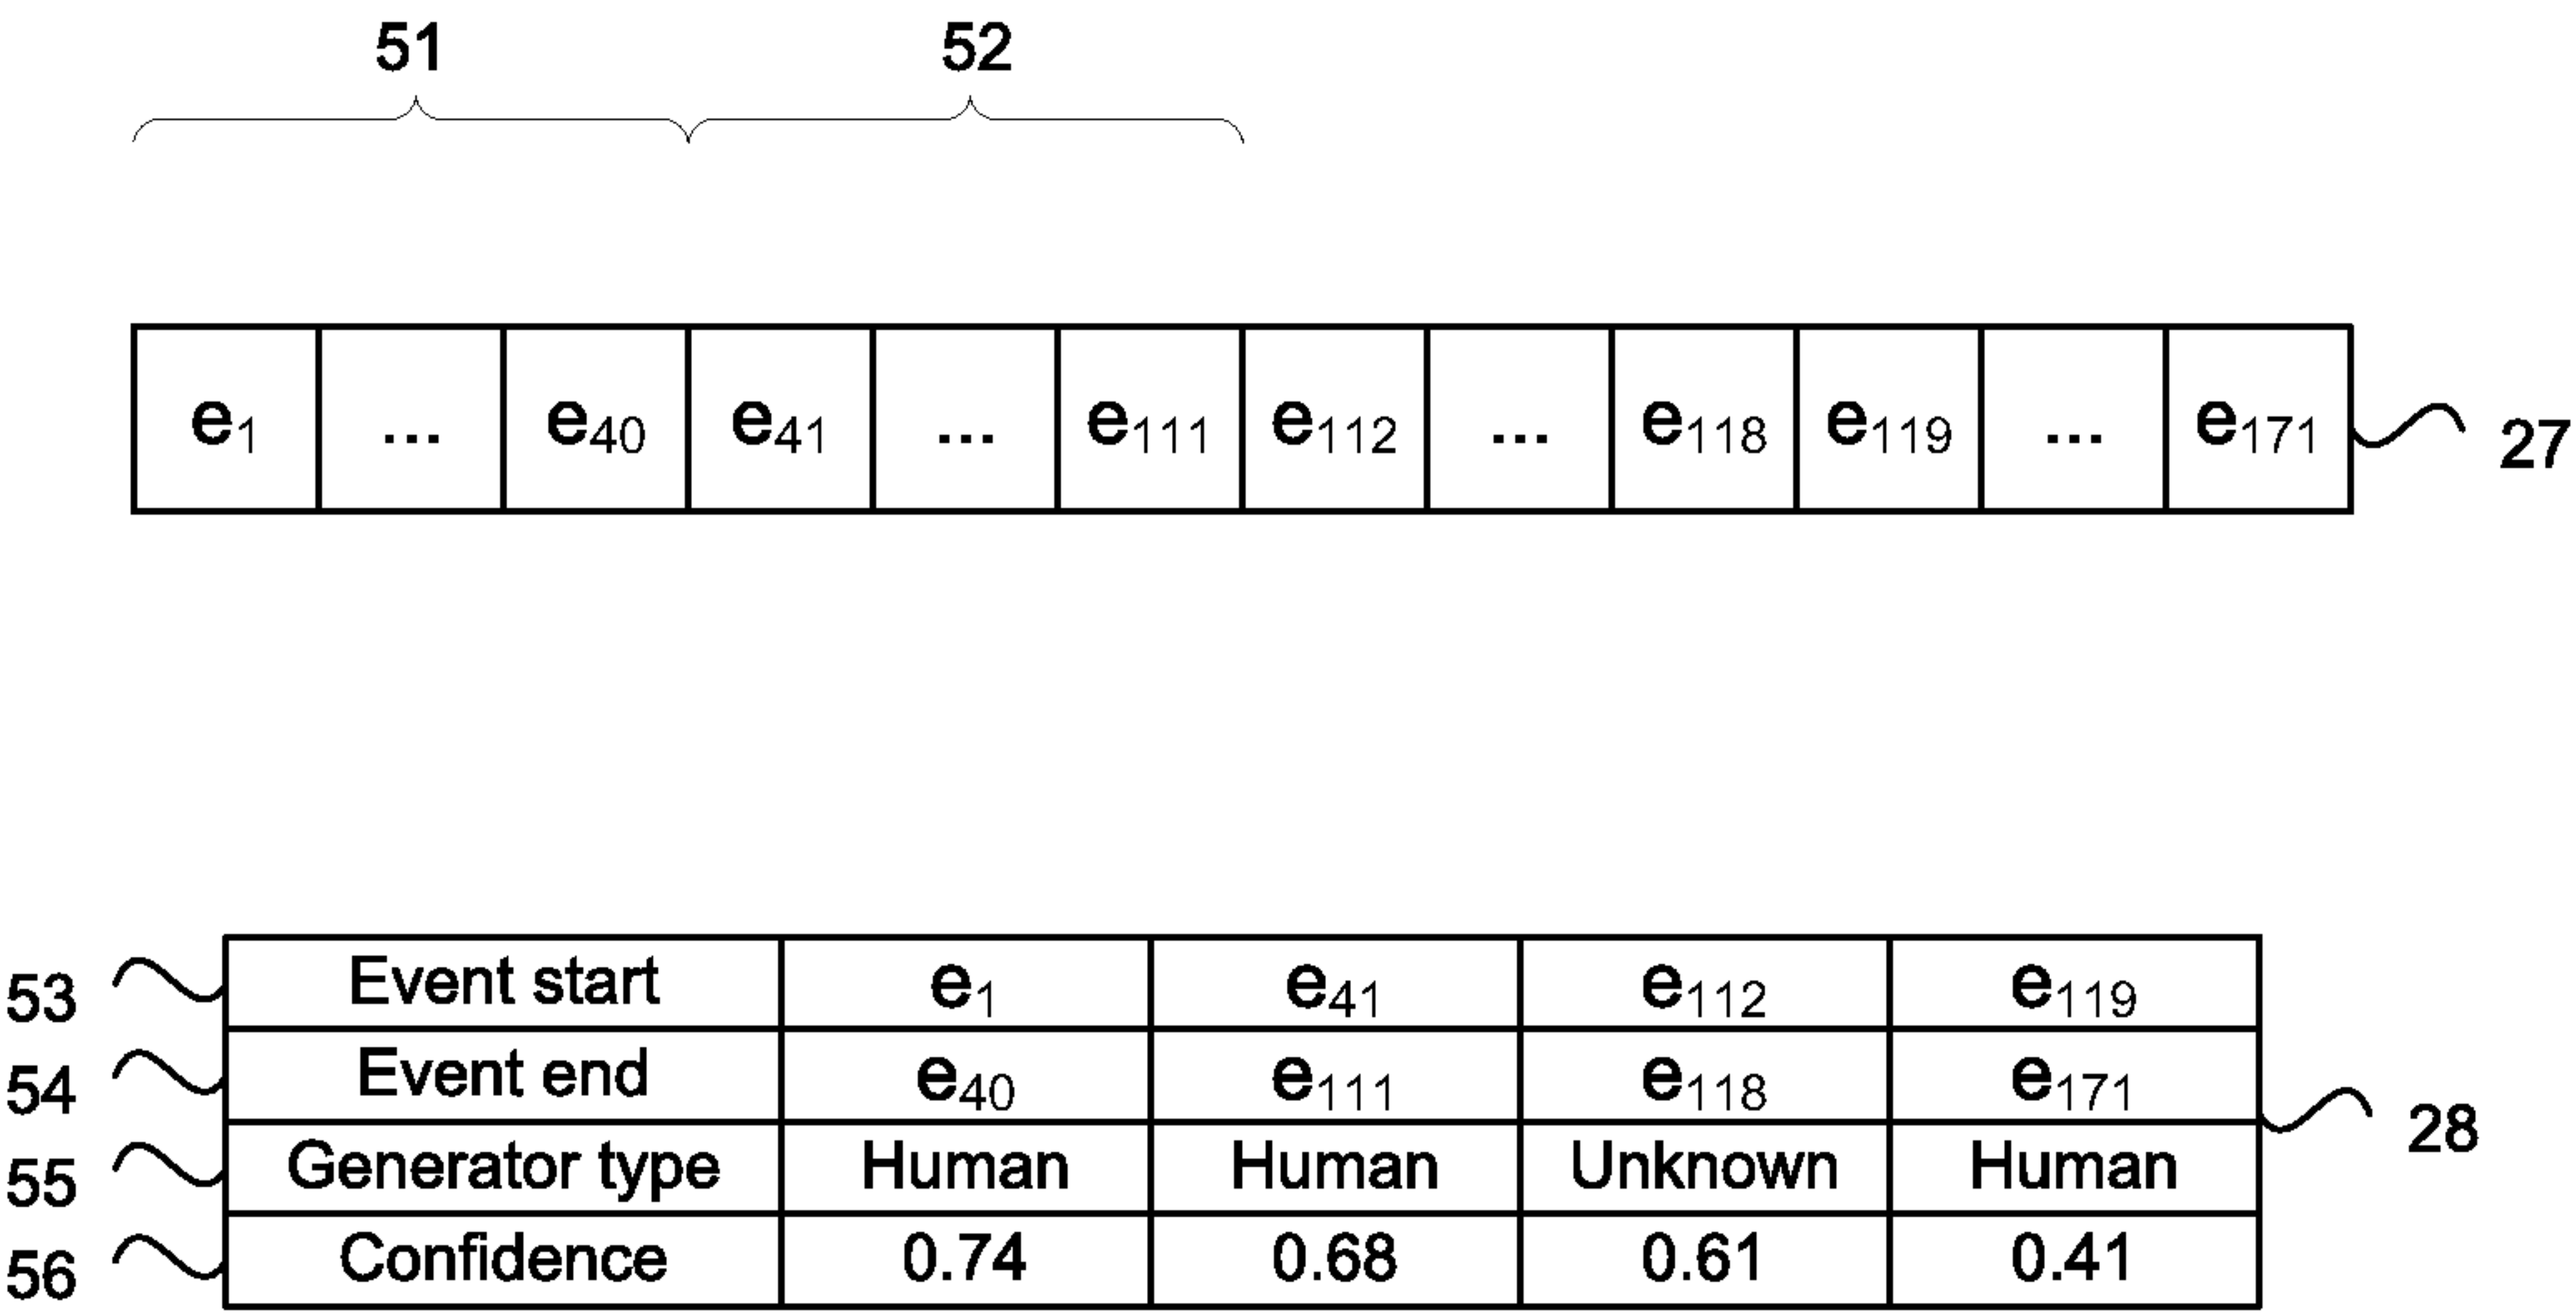 51 52
e1 ... e40 e41 ... e111 e112 ... e118 e119 ... e171 27
53 Event start e1 e41 e112 e119
54 Event end e40 e111 e118 e171
28
55 Generator type Human Human Unknown Human
56 Confidence 0.74 0.68 0.61 0.41